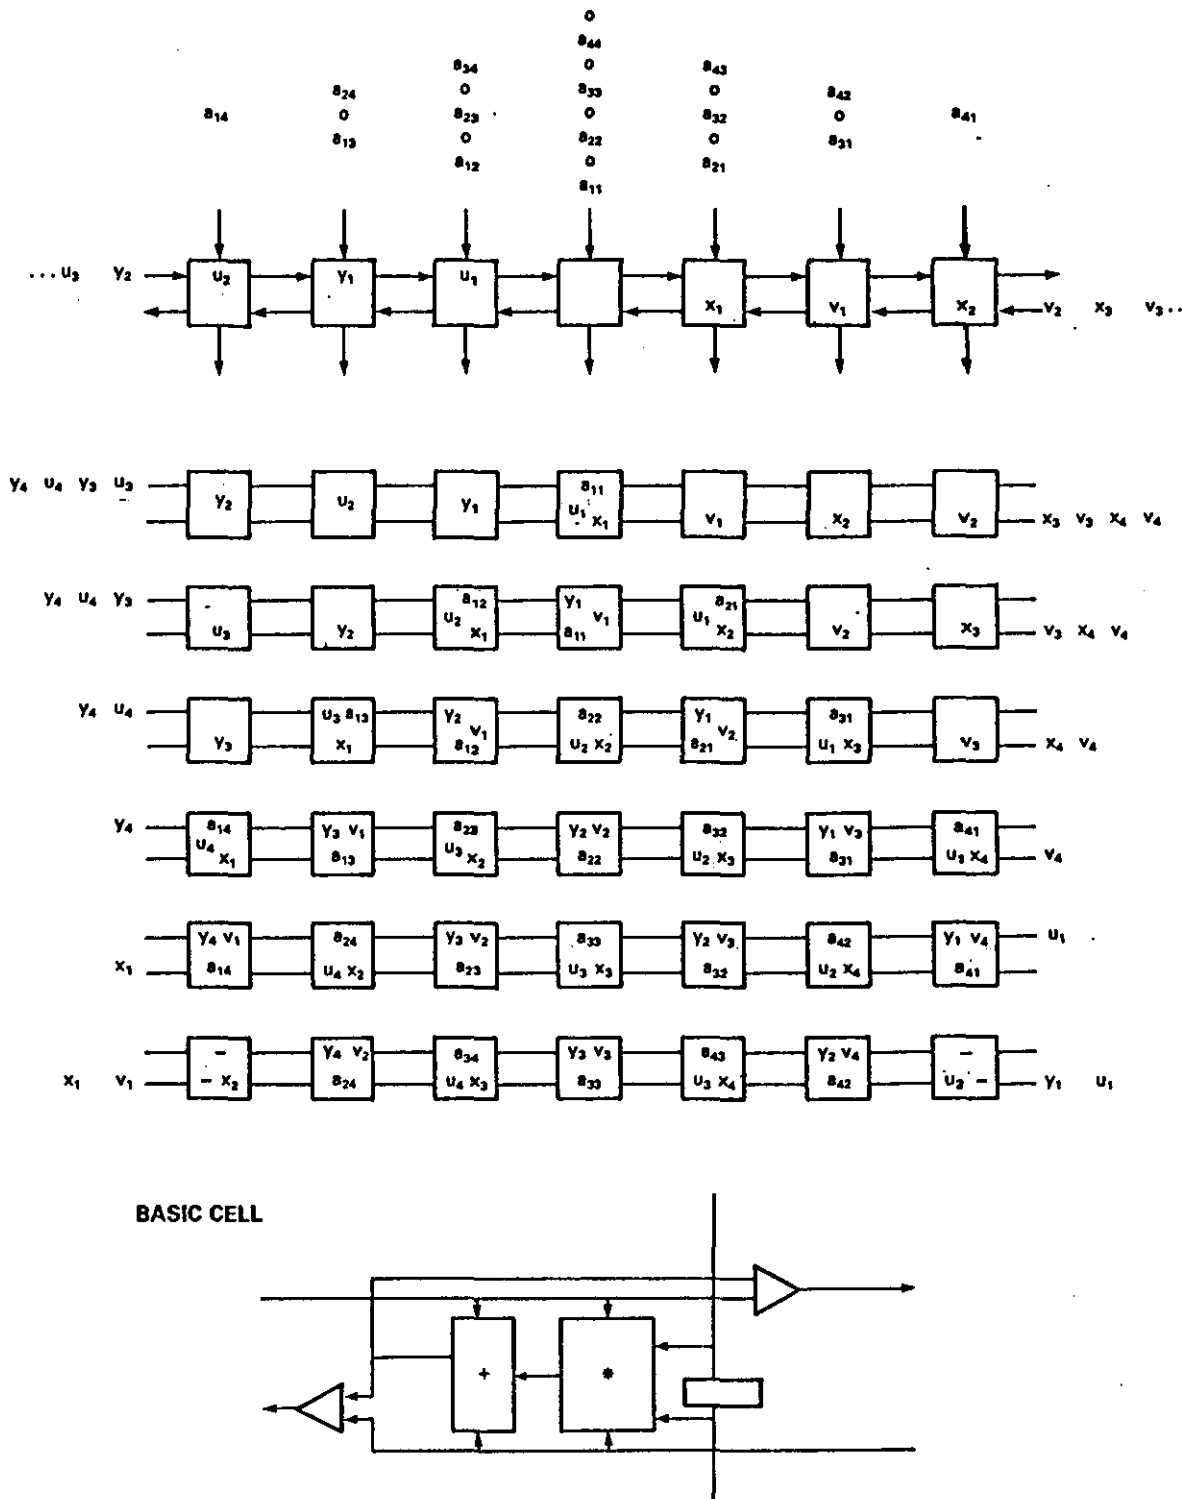 o
a₄₄
a₃₄ o a₄₃
a₂₄ o a₃₃ o a₄₂
a₁₄ o a₂₃ o a₃₂ o a₄₁
a₁₃ o a₂₂ o a₃₁
a₁₂ o a₂₁
a₁₁
...u₃ y₂ u₂ y₁ u₁
x₁ v₁ x₂ v₂ x₃ v₃..
y₄ u₄ y₃ u₃ a₁₁
y₂ u₂ y₁ u₁ x₁ v₁ x₂ v₂ x₃ v₃ x₄ v₄
y₄ u₄ y₃ a₁₂ y₁ a₂₁
u₃ y₂ u₂ x₁ a₁₁ v₁ u₁ x₂ v₂ x₃ v₃ x₄ v₄
y₄ u₄ u₃ a₁₃ y₂ v₁ a₂₂ y₁ v₂ a₃₁
y₃ x₁ a₁₂ u₂ x₂ a₂₁ u₁ x₃ v₃ x₄ v₄
y₄ a₁₄ y₃ v₁ a₂₃ y₂ v₂ a₃₂ y₁ v₃ a₄₁
u₄ x₁ a₁₃ u₃ x₂ a₂₂ u₂ x₃ a₃₁ u₁ x₄ v₄
y₄ v₁ a₂₄ y₃ v₂ a₃₃ y₂ v₃ a₄₂ y₁ v₄ u₁
x₁ a₁₄ u₄ x₂ a₂₃ u₃ x₃ a₃₂ u₂ x₄ a₄₁
– y₄ v₂ a₃₄ y₃ v₃ a₄₃ y₂ v₄ –
x₁ v₁ – x₂ a₂₄ u₄ x₃ a₃₃ u₃ x₄ a₄₂ u₂ – y₁ u₁
BASIC CELL
+ *